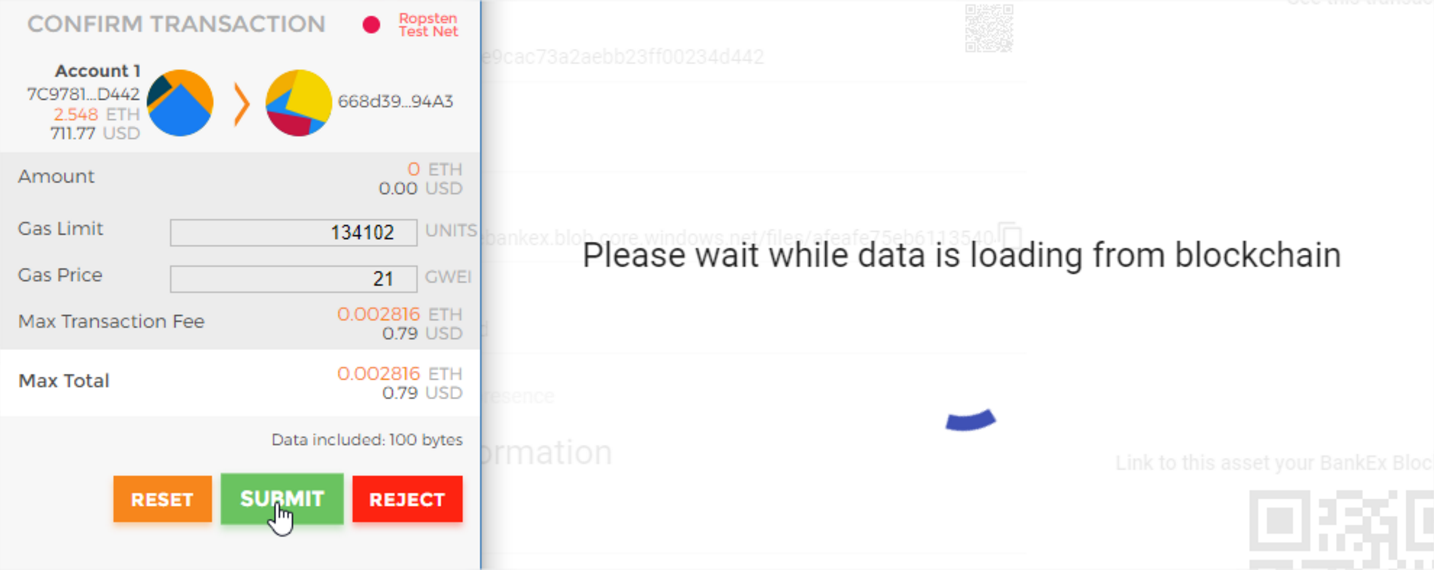 CONFIRM TRANSACTION
Ropsten
Test Net
Account 1
7C9781...D442
2.548 ETH
711.77 USD
668d39...94A3
Amount
0 ETH
0.00 USD
Gas Limit
134102 UNITS
Gas Price
21 GWEI
Max Transaction Fee
0.002816 ETH
0.79 USD
Max Total
0.002816 ETH
0.79 USD
Data included: 100 bytes
RESET SUBMIT REJECT
e9cac73a2aebb23ff00234d442
bankex.blob.core.windows.net/files/afeafe75eb6113540
Please wait while data is loading from blockchain
resence
ormation
Link to this asset your BankEx Bloc